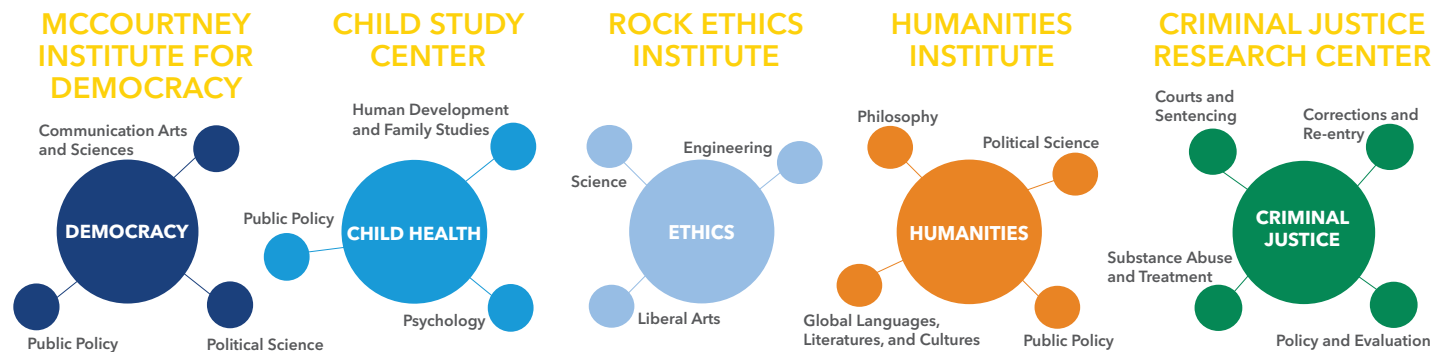 MCCOURTNEY
INSTITUTE FOR
DEMOCRACY
Communication Arts
and Sciences
DEMOCRACY
Public Policy
Political Science
CHILD STUDY
CENTER
Human Development
and Family Studies
Public Policy
CHILD HEALTH
Psychology
ROCK ETHICS
INSTITUTE
Engineering
Science
ETHICS
Liberal Arts
HUMANITIES
INSTITUTE
Philosophy
Political Science
HUMANITIES
Global Languages,
Literatures, and Cultures
Public Policy
CRIMINAL JUSTICE
RESEARCH CENTER
Courts and
Sentencing
Corrections and
Re-entry
CRIMINAL
JUSTICE
Substance Abuse
and Treatment
Policy and Evaluation